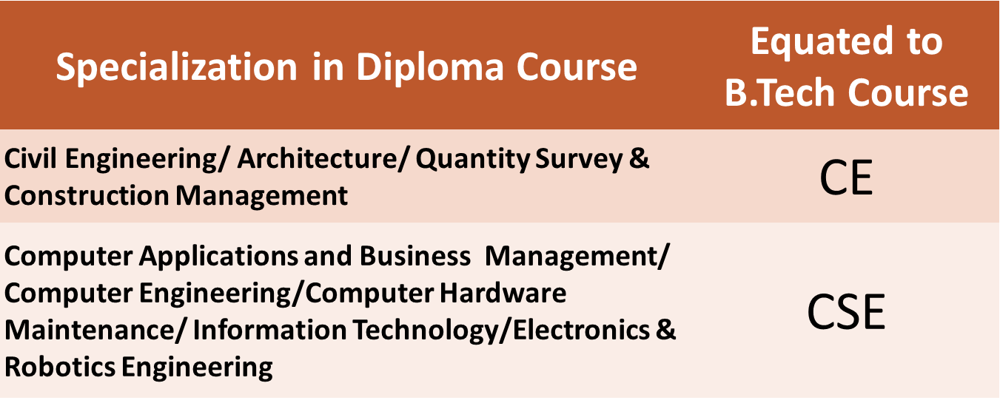 Specialization in Diploma Course
Equated to
B.Tech Course
Civil Engineering/ Architecture/ Quantity Survey &
Construction Management
CE
Computer Applications and Business  Management/
Computer Engineering/Computer Hardware
Maintenance/ Information Technology/Electronics &
Robotics Engineering
CSE